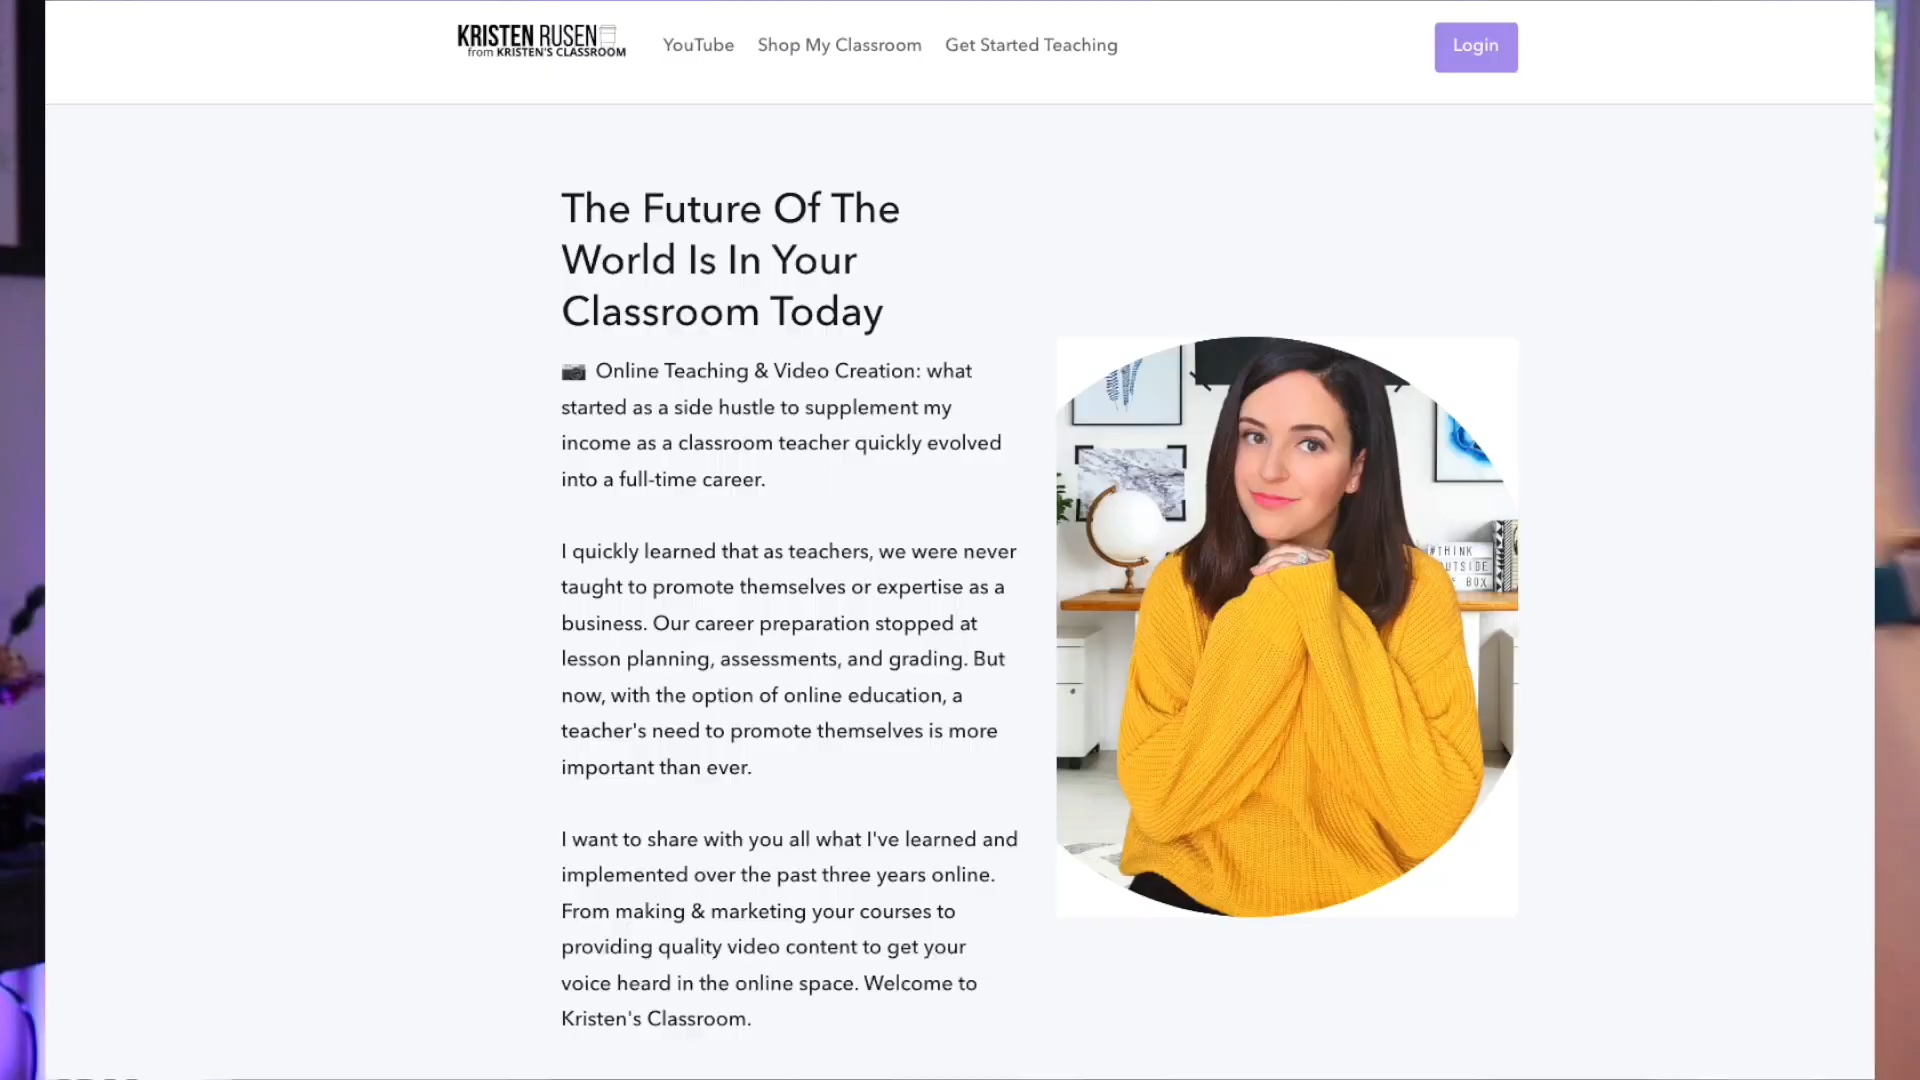 KRISTEN RUSEN
from KRISTEN'S CLASSROOM
YouTube
Shop My Classroom
Get Started Teaching
Login
The Future Of The
World Is In Your
Classroom Today
Online Teaching & Video Creation: what
started as a side hustle to supplement my
income as a classroom teacher quickly evolved
into a full-time career.
I quickly learned that as teachers, we were never
taught to promote themselves or expertise as a
business. Our career preparation stopped at
lesson planning, assessments, and grading. But
now, with the option of online education, a
teacher's need to promote themselves is more
important than ever.
I want to share with you all what I've learned and
implemented over the past three years online.
From making & marketing your courses to
providing quality video content to get your
voice heard in the online space. Welcome to
Kristen's Classroom.
#THINK
UTSIDE
BOX